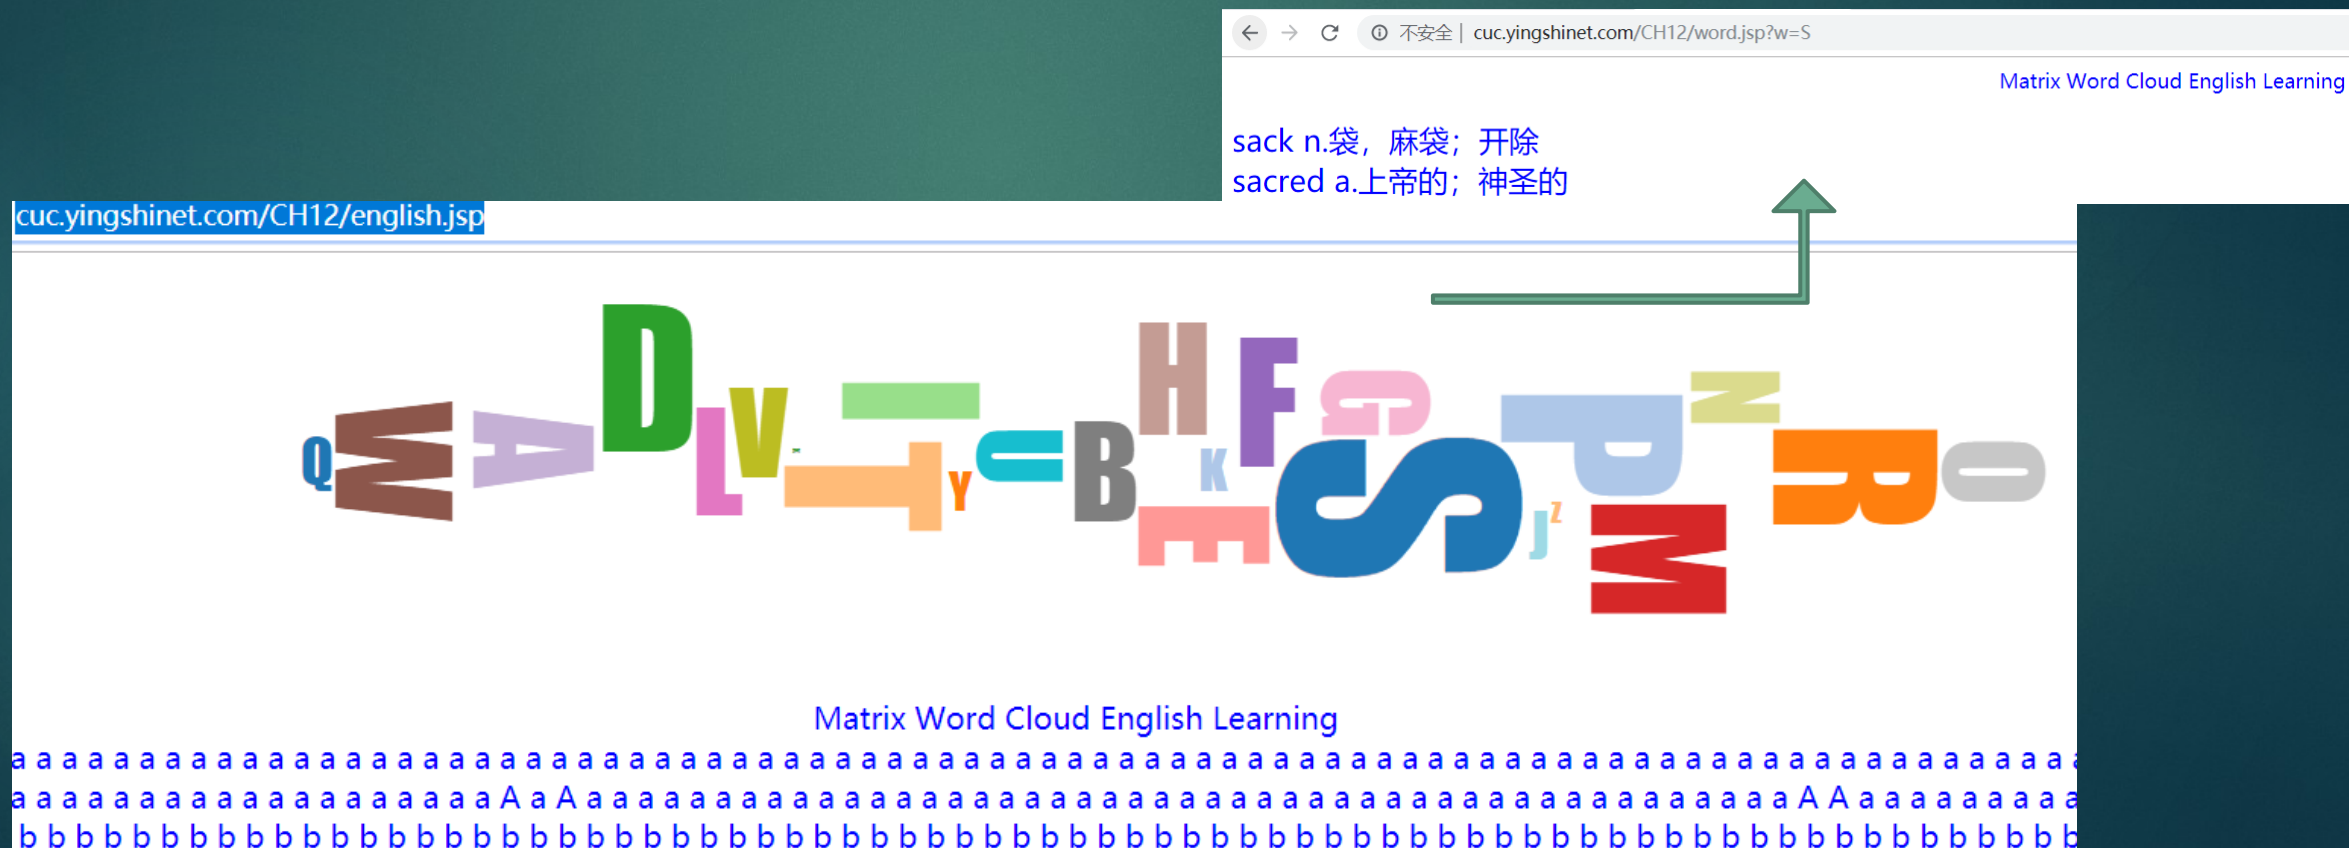 不安全 | cuc.yingshinet.com/CH12/word.jsp?w=S
Matrix Word Cloud English Learning
sack n.袋，麻袋；开除
sacred a.上帝的；神圣的
cuc.yingshinet.com/CH12/english.jsp
Q W A D L V I T Y U B H K E F G S J Z P M N R O
Matrix Word Cloud English Learning
a a a a a a a a a a a a a a a a a a a a a a a a a a a a a a a a a a a a a a a a a a a a a a a a a a a a a a a a a a a a a a a a a a a a a a a a a a a a a a a a
a a a a a a a a a a a a a a a a a a a A a A a a a a a a a a a a a a a a a a a a a a a a a a a a a a a a a a a a a a a a a a a a a a a a a a a A A a a a a a a a a a
b b b b b b b b b b b b b b b b b b b b b b b b b b b b b b b b b b b b b b b b b b b b b b b b b b b b b b b b b b b b b b b b b b b b b b b b b b